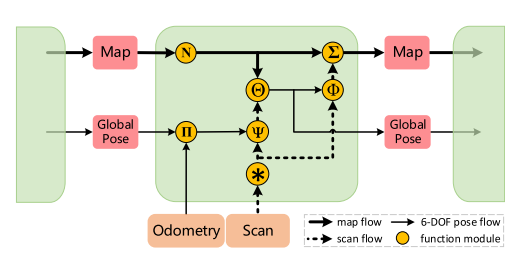 Map
N
Σ
Map
Θ
Φ
Global
Pose
Π
Ψ
Global
Pose
*
Odometry
Scan
map flow
6-DOF pose flow
scan flow
function module